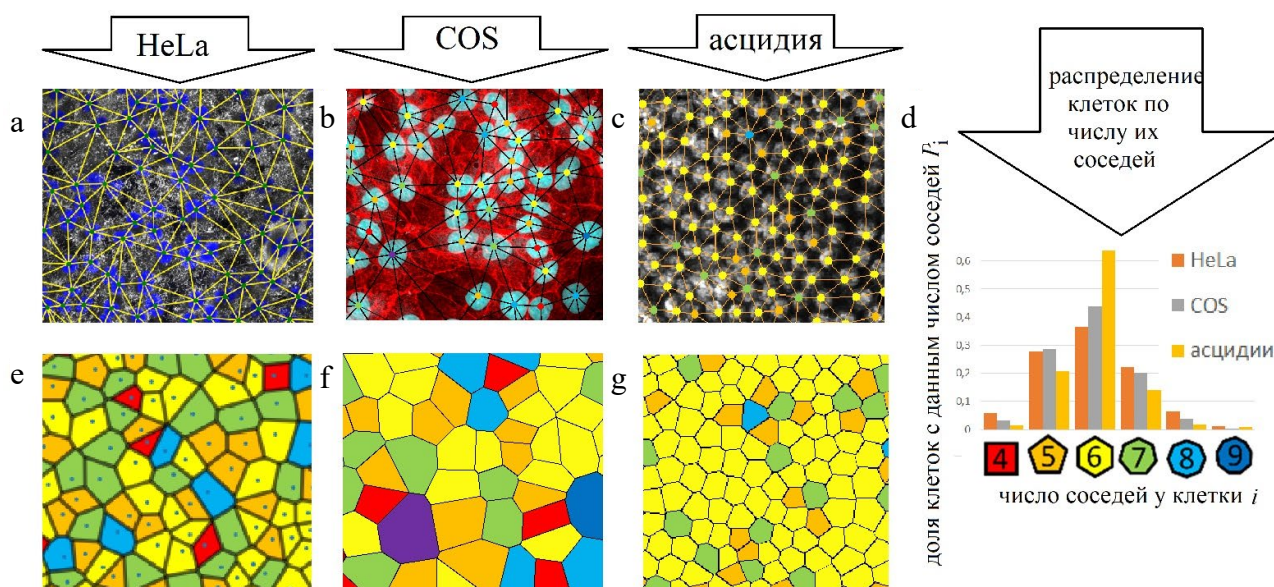 HeLa
COS
асцидия
распределение
клеток по
числу их
соседей
a
b
c
d
e
f
g
доля клеток с данным числом соседей Pi
0,6
0,5
0,4
0,3
0,2
0,1
0
HeLa
COS
асцидии
4 5 6 7 8 9
число соседей у клетки i